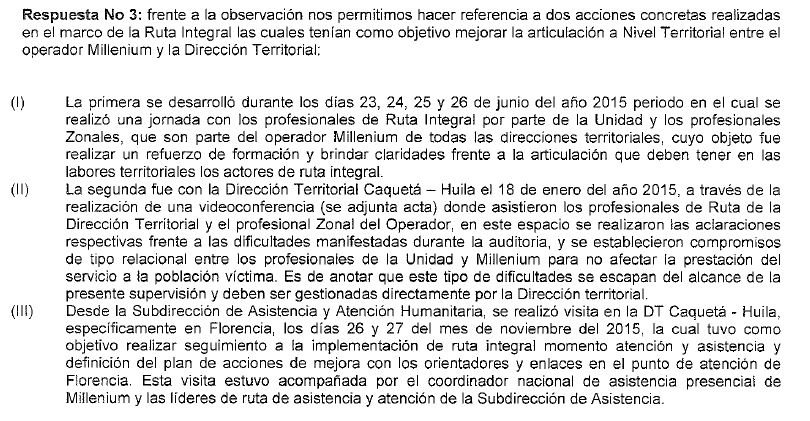 Respuesta No 3: frente a la observación nos permitimos hacer referencia a dos acciones concretas realizadas
en el marco de la Ruta Integral las cuales tenían como objetivo mejorar la articulación a Nivel Territorial entre el
operador Millenium y la Dirección Territorial:
(I) La primera se desarrolló durante los días 23, 24, 25 y 26 de junio del año 2015 periodo en el cual se
realizó una jornada con los profesionales de Ruta Integral por parte de la Unidad y los profesionales
Zonales, que son parte del operador Millenium de todas las direcciones territoriales, cuyo objeto fue
realizar un refuerzo de formación y brindar claridades frente a la articulación que deben tener en las
labores territoriales los actores de ruta integral.
(II) La segunda fue con la Dirección Territorial Caquetá – Huila el 18 de enero del año 2015, a través de la
realización de una videoconferencia (se adjunta acta) donde asistieron los profesionales de Ruta de la
Dirección Territorial y el profesional Zonal del Operador, en este espacio se realizaron las aclaraciones
respectivas frente a las dificultades manifestadas durante la auditoria, y se establecieron compromisos
de tipo relacional entre los profesionales de la Unidad y Millenium para no afectar la prestación del
servicio a la población víctima. Es de anotar que este tipo de dificultades se escapan del alcance de la
presente supervisión y deben ser gestionadas directamente por la Dirección territorial.
(III) Desde la Subdirección de Asistencia y Atención Humanitaria, se realizó visita en la DT Caquetá - Huila,
específicamente en Florencia, los días 26 y 27 del mes de noviembre del 2015, la cual tuvo como
objetivo realizar seguimiento a la implementación de ruta integral momento atención y asistencia y
definición del plan de acciones de mejora con los orientadores y enlaces en el punto de atención de
Florencia. Esta visita estuvo acompañada por el coordinador nacional de asistencia presencial de
Millenium y las líderes de ruta de asistencia y atención de la Subdirección de Asistencia.